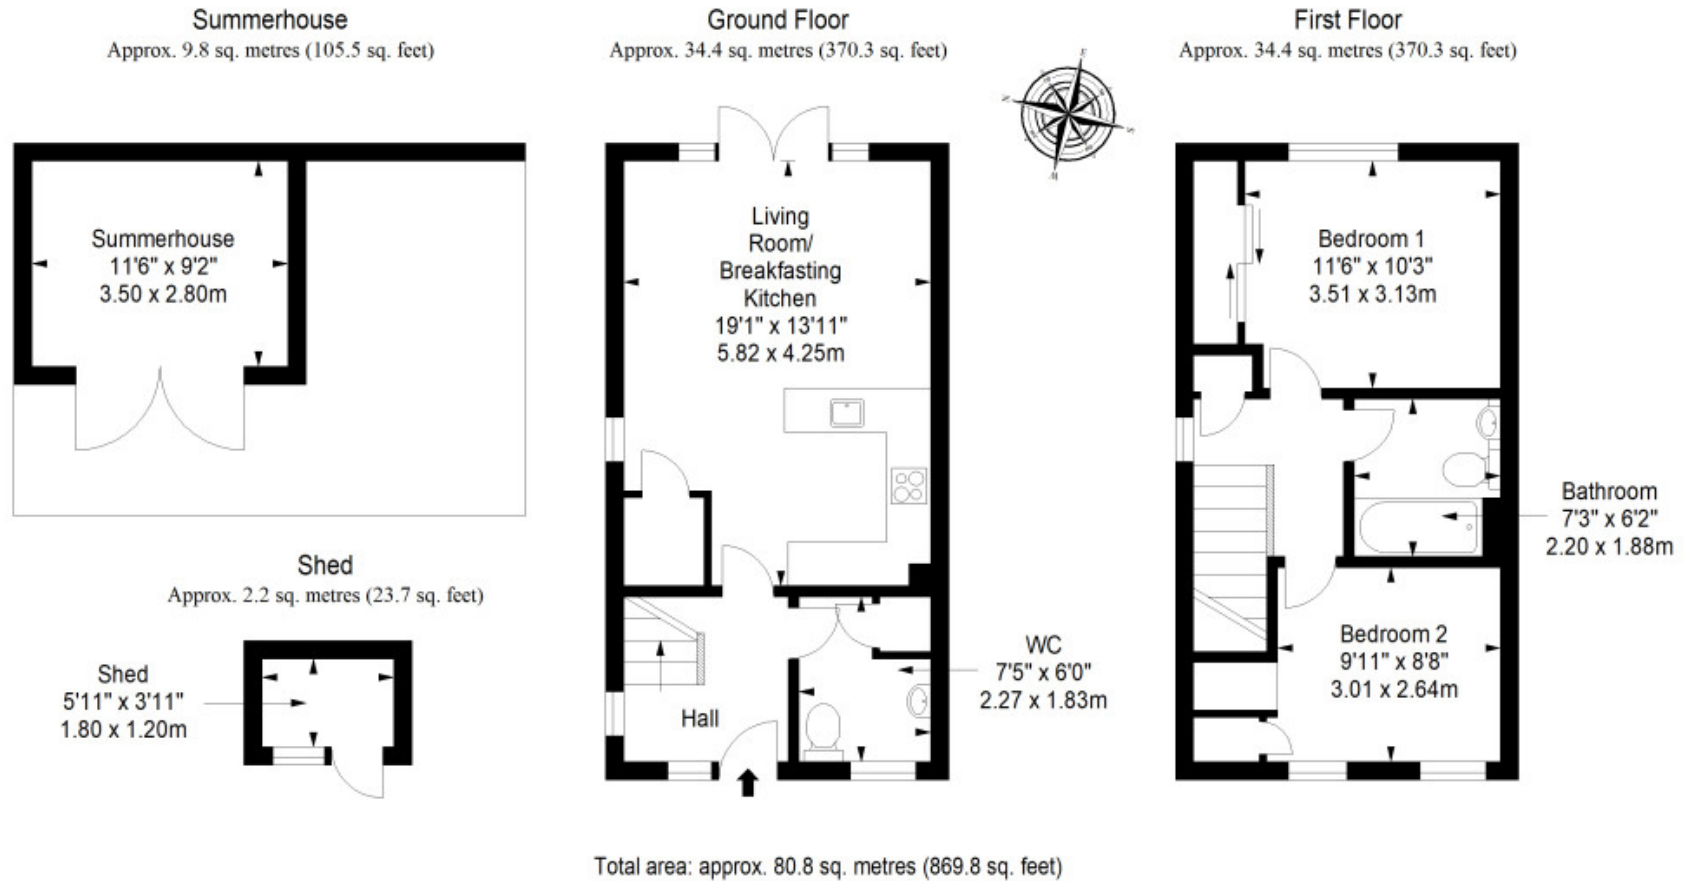 Summerhouse
Approx. 9.8 sq. metres (105.5 sq. feet)
Summerhouse
11'6" x 9'2"
3.50 x 2.80m
Shed
Approx. 2.2 sq. metres (23.7 sq. feet)
Shed
5'11" x 3'11"
1.80 x 1.20m
Ground Floor
Approx. 34.4 sq. metres (370.3 sq. feet)
E
N
S
W
Living
Room/
Breakfasting
Kitchen
19'1" x 13'11"
5.82 x 4.25m
Hall
WC
7'5" x 6'0"
2.27 x 1.83m
First Floor
Approx. 34.4 sq. metres (370.3 sq. feet)
Bedroom 1
11'6" x 10'3"
3.51 x 3.13m
Bathroom
7'3" x 6'2"
2.20 x 1.88m
Bedroom 2
9'11" x 8'8"
3.01 x 2.64m
Total area: approx. 80.8 sq. metres (869.8 sq. feet)